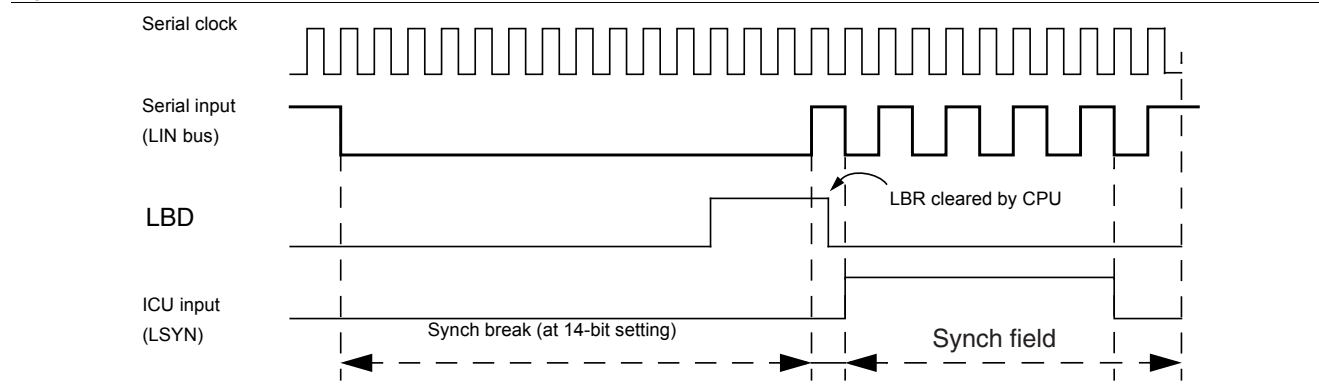 Serial clock
Serial input
(LIN bus)
LBR cleared by CPU
LBD
ICU input
(LSYN)
Synch break (at 14-bit setting)
Synch field